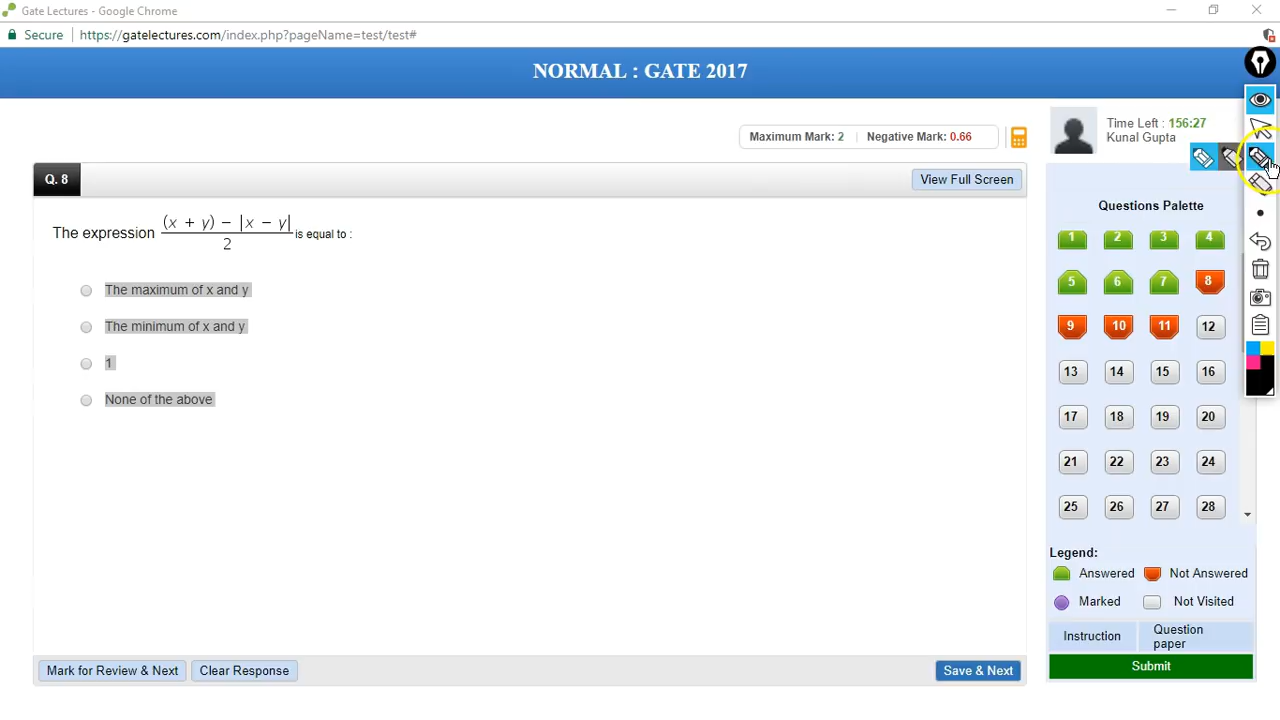 Gate Lectures - Google Chrome
Secure | https://gatelectures.com/index.php?pageName=test/test#
NORMAL : GATE 2017
Maximum Mark: 2 | Negative Mark: 0.66
Time Left : 156:27
Kunal Gupta
Q. 8
View Full Screen
The expression \frac{(x + y) − |x − y|}{2} is equal to :
The maximum of x and y
The minimum of x and y
1
None of the above
Questions Palette
1 2 3 4
5 6 7 8
9 10 11 12
13 14 15 16
17 18 19 20
21 22 23 24
25 26 27 28
Legend:
Answered Not Answered
Marked Not Visited
Instruction Question paper
Submit
Mark for Review & Next Clear Response Save & Next